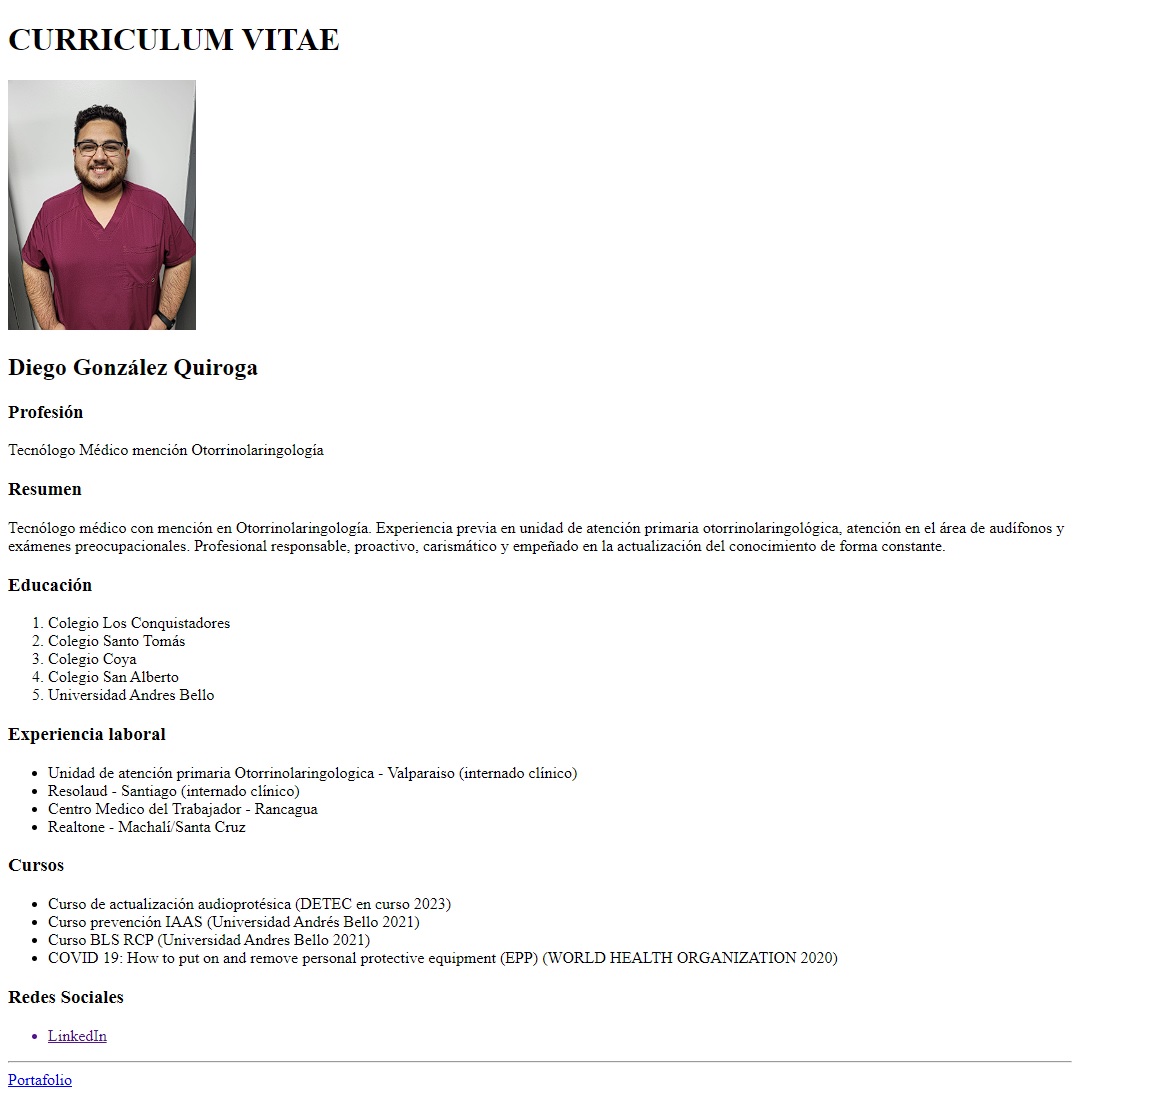 CURRICULUM VITAE
Diego González Quiroga
Profesión
Tecnólogo Médico mención Otorrinolaringología
Resumen
Tecnólogo médico con mención en Otorrinolaringología. Experiencia previa en unidad de atención primaria otorrinolaringológica, atención en el área de audífonos y
exámenes preocupacionales. Profesional responsable, proactivo, carismático y empeñado en la actualización del conocimiento de forma constante.
Educación
1. Colegio Los Conquistadores
2. Colegio Santo Tomás
3. Colegio Coya
4. Colegio San Alberto
5. Universidad Andres Bello
Experiencia laboral
• Unidad de atención primaria Otorrinolaringologica - Valparaiso (internado clínico)
• Resolaud - Santiago (internado clínico)
• Centro Medico del Trabajador - Rancagua
• Realtone - Machalí/Santa Cruz
Cursos
• Curso de actualización audioprotésica (DETEC en curso 2023)
• Curso prevención IAAS (Universidad Andrés Bello 2021)
• Curso BLS RCP (Universidad Andres Bello 2021)
• COVID 19: How to put on and remove personal protective equipment (EPP) (WORLD HEALTH ORGANIZATION 2020)
Redes Sociales
• LinkedIn
Portafolio